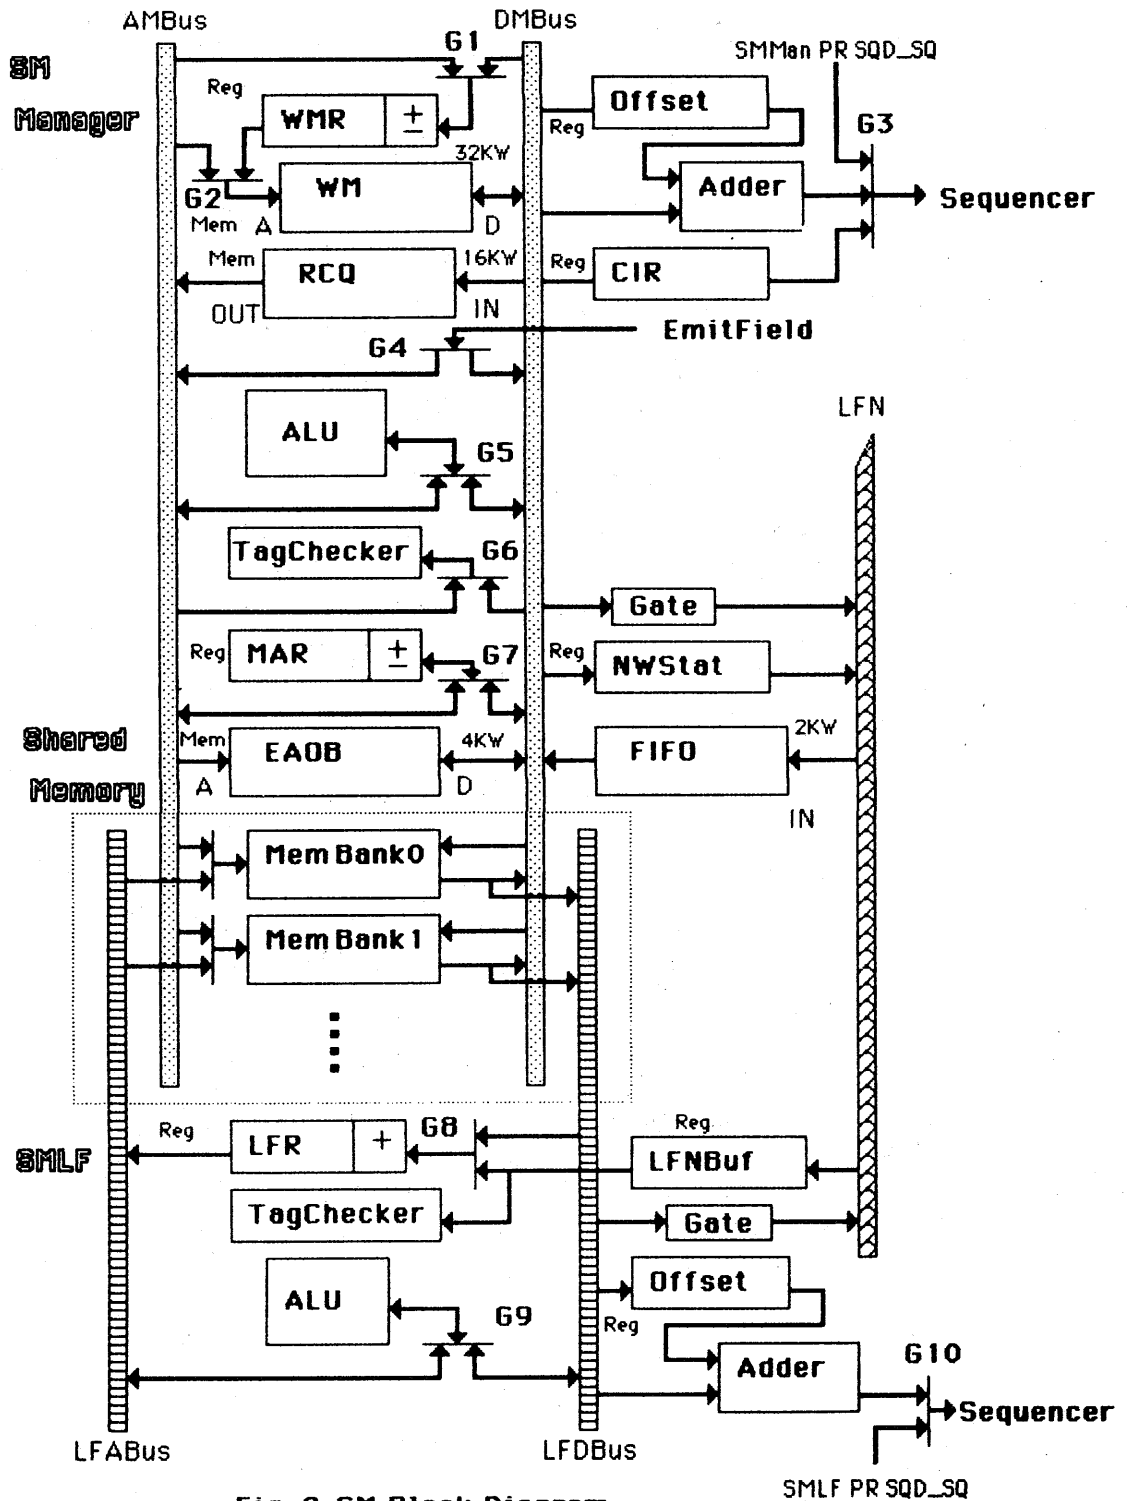 AMBus
DMBus
SM
Manager
G1
SMMan PR SQD_SQ
Reg
WMR
+
−
Offset
Reg
G3
32KW
WM
Adder
Sequencer
G2
Mem
A
D
Mem
RCQ
16KW
Reg
CIR
OUT
IN
EmitField
G4
LFN
ALU
G5
TagChecker
G6
Gate
Reg
MAR
+
−
G7
Reg
NWStat
Shared
Memory
Mem
EAOB
4KW
FIFO
2KW
A
D
IN
Mem Bank0
Mem Bank1
SMLF
Reg
LFR
+
G8
Reg
LFNBuf
TagChecker
Gate
ALU
G9
Offset
Reg
Adder
G10
Sequencer
LFABus
LFDBus
SMLF PR SQD_SQ
SM Block Diagram